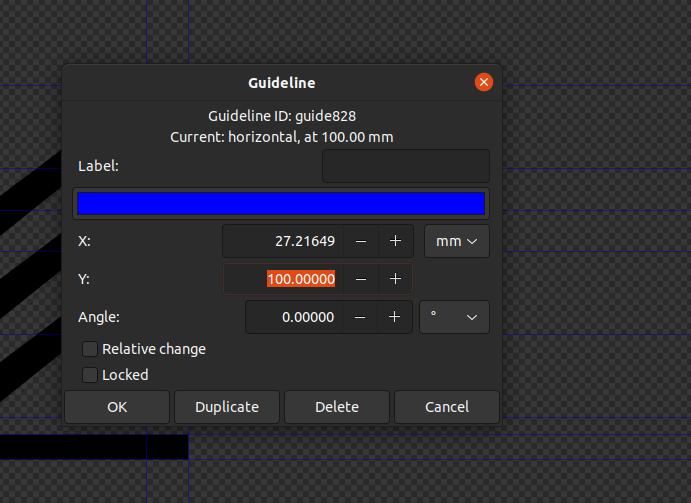 Guideline
Guideline ID: guide828
Current: horizontal, at 100.00 mm
Label:
X: 27.21649 − + mm
Y: 100.00000 − +
Angle: 0.00000 − + °
Relative change
Locked
OK Duplicate Delete Cancel